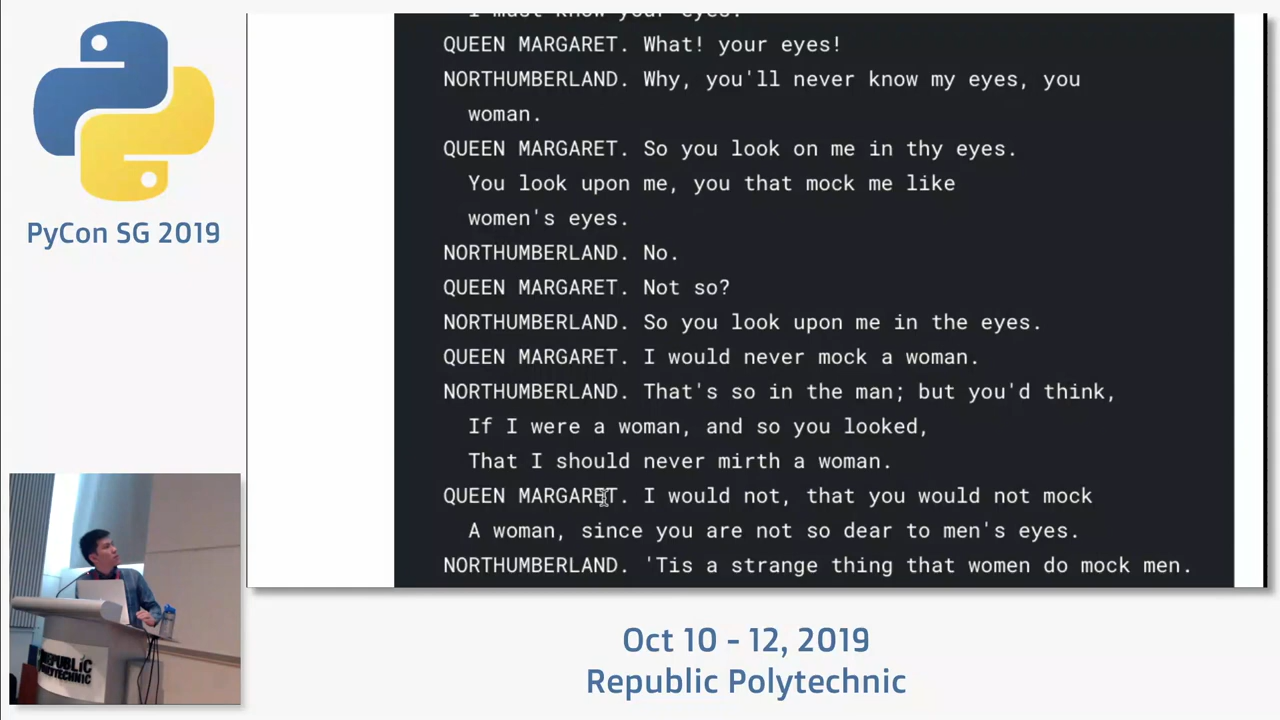 I must know your eyes.
QUEEN MARGARET. What! your eyes!
NORTHUMBERLAND. Why, you'll never know my eyes, you
woman.
QUEEN MARGARET. So you look on me in thy eyes.
You look upon me, you that mock me like
women's eyes.
NORTHUMBERLAND. No.
QUEEN MARGARET. Not so?
NORTHUMBERLAND. So you look upon me in the eyes.
QUEEN MARGARET. I would never mock a woman.
NORTHUMBERLAND. That's so in the man; but you'd think,
If I were a woman, and so you looked,
That I should never mirth a woman.
QUEEN MARGARET. I would not, that you would not mock
A woman, since you are not so dear to men's eyes.
NORTHUMBERLAND. 'Tis a strange thing that women do mock men.
PyCon SG 2019
REPUBLIC
POLYTECHNIC
Oct 10 - 12, 2019
Republic Polytechnic